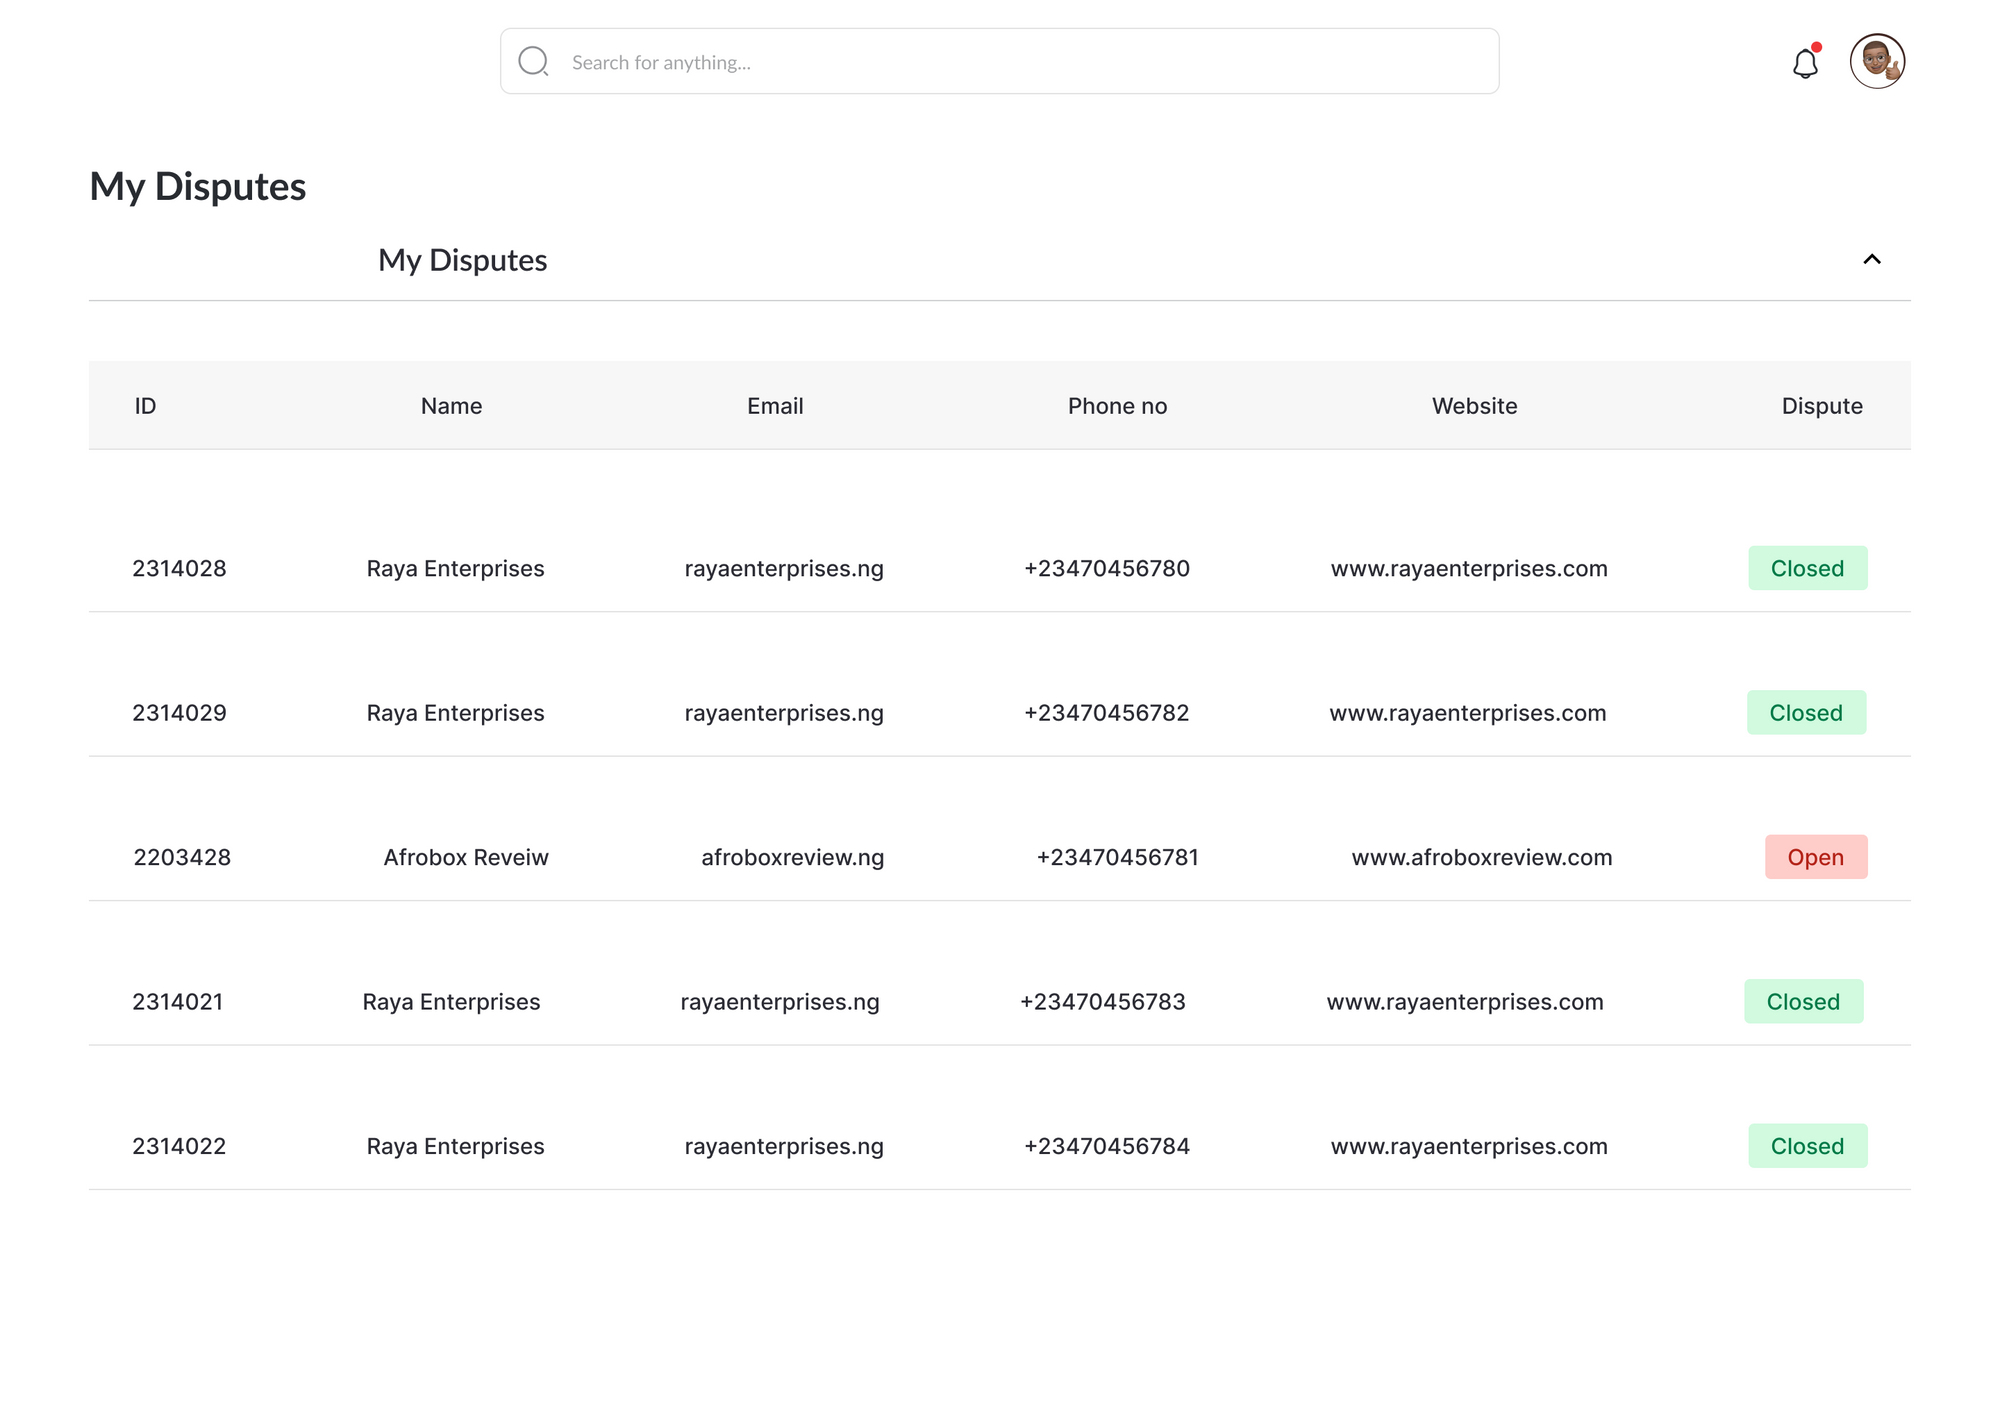 Search for anything...
My Disputes
My Disputes
ID Name Email Phone no Website Dispute
2314028 Raya Enterprises rayaenterprises.ng +23470456780 www.rayaenterprises.com Closed
2314029 Raya Enterprises rayaenterprises.ng +23470456782 www.rayaenterprises.com Closed
2203428 Afrobox Reveiw afroboxreview.ng +23470456781 www.afroboxreview.com Open
2314021 Raya Enterprises rayaenterprises.ng +23470456783 www.rayaenterprises.com Closed
2314022 Raya Enterprises rayaenterprises.ng +23470456784 www.rayaenterprises.com Closed